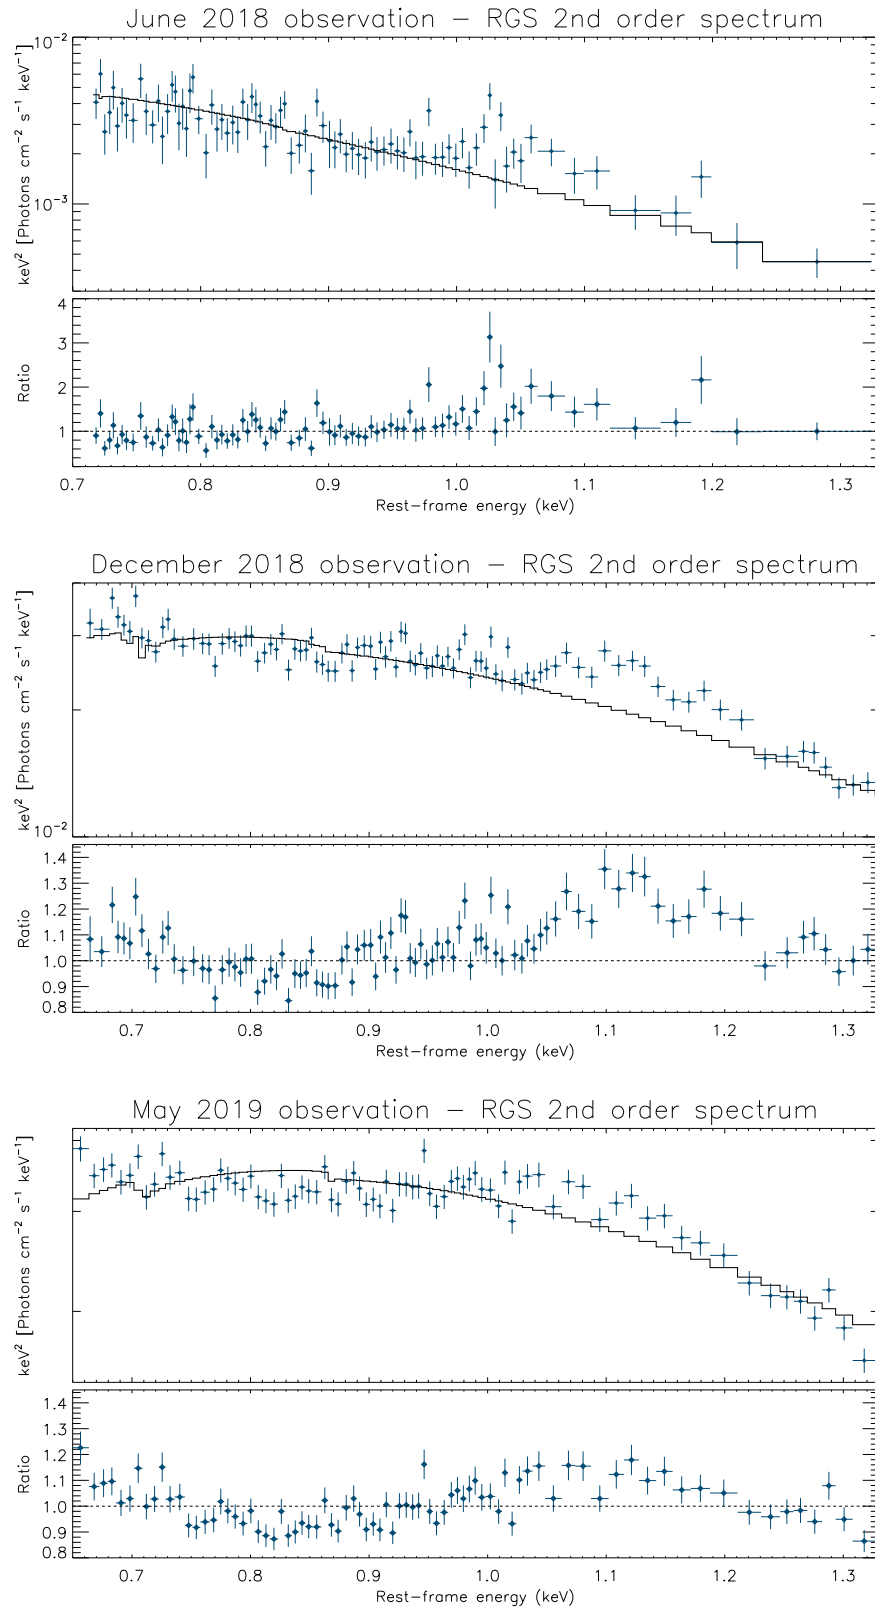 June 2018 observation – RGS 2nd order spectrum
10⁻²
10⁻³
keV² [Photons cm⁻² s⁻¹ keV⁻¹]
4
3
2
1
Ratio
0.7 0.8 0.9 1.0 1.1 1.2 1.3
Rest–frame energy (keV)
December 2018 observation – RGS 2nd order spectrum
10⁻²
keV² [Photons cm⁻² s⁻¹ keV⁻¹]
1.4
1.3
1.2
1.1
1.0
0.9
0.8
Ratio
0.7 0.8 0.9 1.0 1.1 1.2 1.3
Rest–frame energy (keV)
May 2019 observation – RGS 2nd order spectrum
keV² [Photons cm⁻² s⁻¹ keV⁻¹]
1.4
1.3
1.2
1.1
1.0
0.9
0.8
Ratio
0.7 0.8 0.9 1.0 1.1 1.2 1.3
Rest–frame energy (keV)